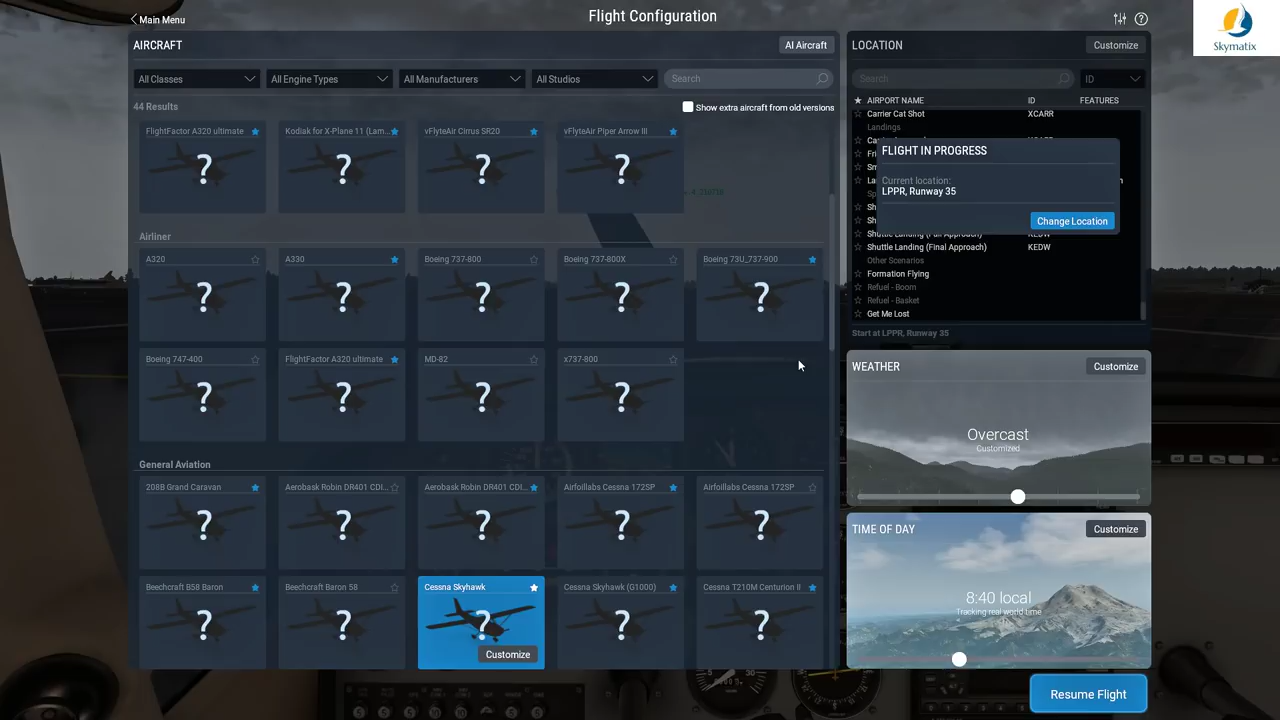 Main Menu
Flight Configuration
Skymatix
AIRCRAFT
AI Aircraft
All Classes
All Engine Types
All Manufacturers
All Studios
Search
44 Results
Show extra aircraft from old versions
FlightFactor A320 ultimate
Kodiak for X-Plane 11 (Lam...
vFlyteAir Cirrus SR20
vFlyteAir Piper Arrow III
Airliner
A320
A330
Boeing 737-800
Boeing 737-800X
Boeing 73U_737-900
Boeing 747-400
FlightFactor A320 ultimate
MD-82
x737-800
General Aviation
208B Grand Caravan
Aerobask Robin DR401 CDI...
Aerobask Robin DR401 CDI...
Airfoillabs Cessna 172SP
Airfoillabs Cessna 172SP
Beechcraft B58 Baron
Beechcraft Baron 58
Cessna Skyhawk
Cessna Skyhawk (G1000)
Cessna T210M Centurion II
Customize
LOCATION
Customize
Search
ID
AIRPORT NAME ID FEATURES
Carrier Cat Shot XCARR
Landings
FLIGHT IN PROGRESS
Current location:
LPPR, Runway 35
Change Location
Shuttle Landing (Full Approach) KEDW
Shuttle Landing (Final Approach) KEDW
Other Scenarios
Formation Flying
Refuel - Boom
Refuel - Basket
Get Me Lost
Start at LPPR, Runway 35
WEATHER
Customize
Overcast
Customized
TIME OF DAY
Customize
8:40 local
Tracking real world time
Resume Flight